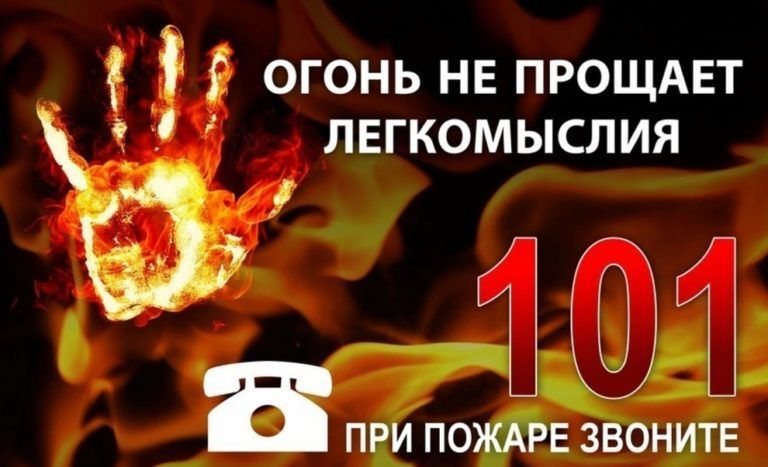 ОГОНЬ НЕ ПРОЩАЕТ
ЛЕГКОМЫСЛИЯ
101
ПРИ ПОЖАРЕ ЗВОНИТЕ